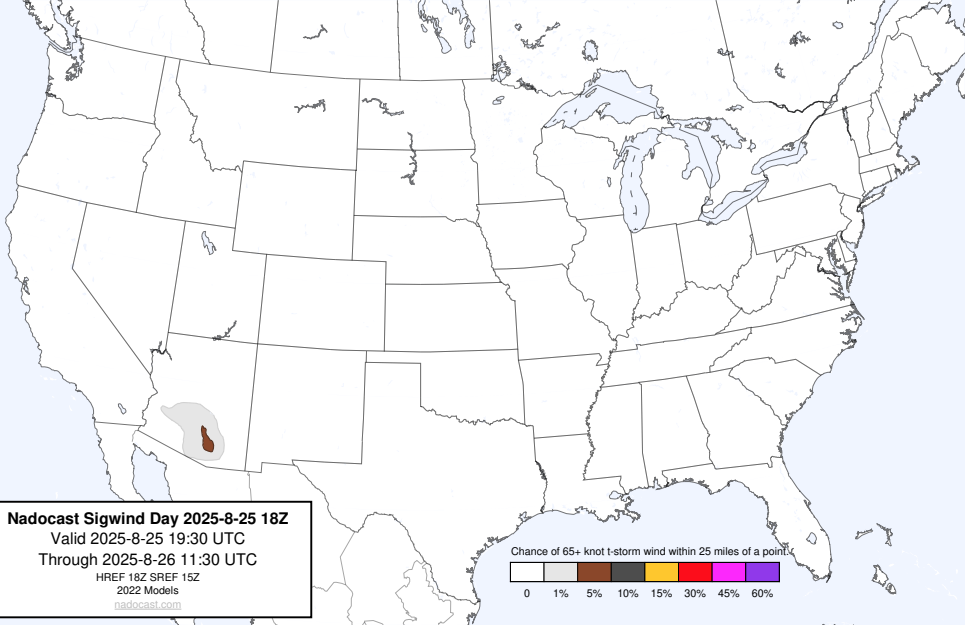 Nadocast Sigwind Day 2025-8-25 18Z
Valid 2025-8-25 19:30 UTC
Through 2025-8-26 11:30 UTC
HREF 18Z SREF 15Z
2022 Models
nadocast.com
Chance of 65+ knot t-storm wind within 25 miles of a point.
0 1% 5% 10% 15% 30% 45% 60%